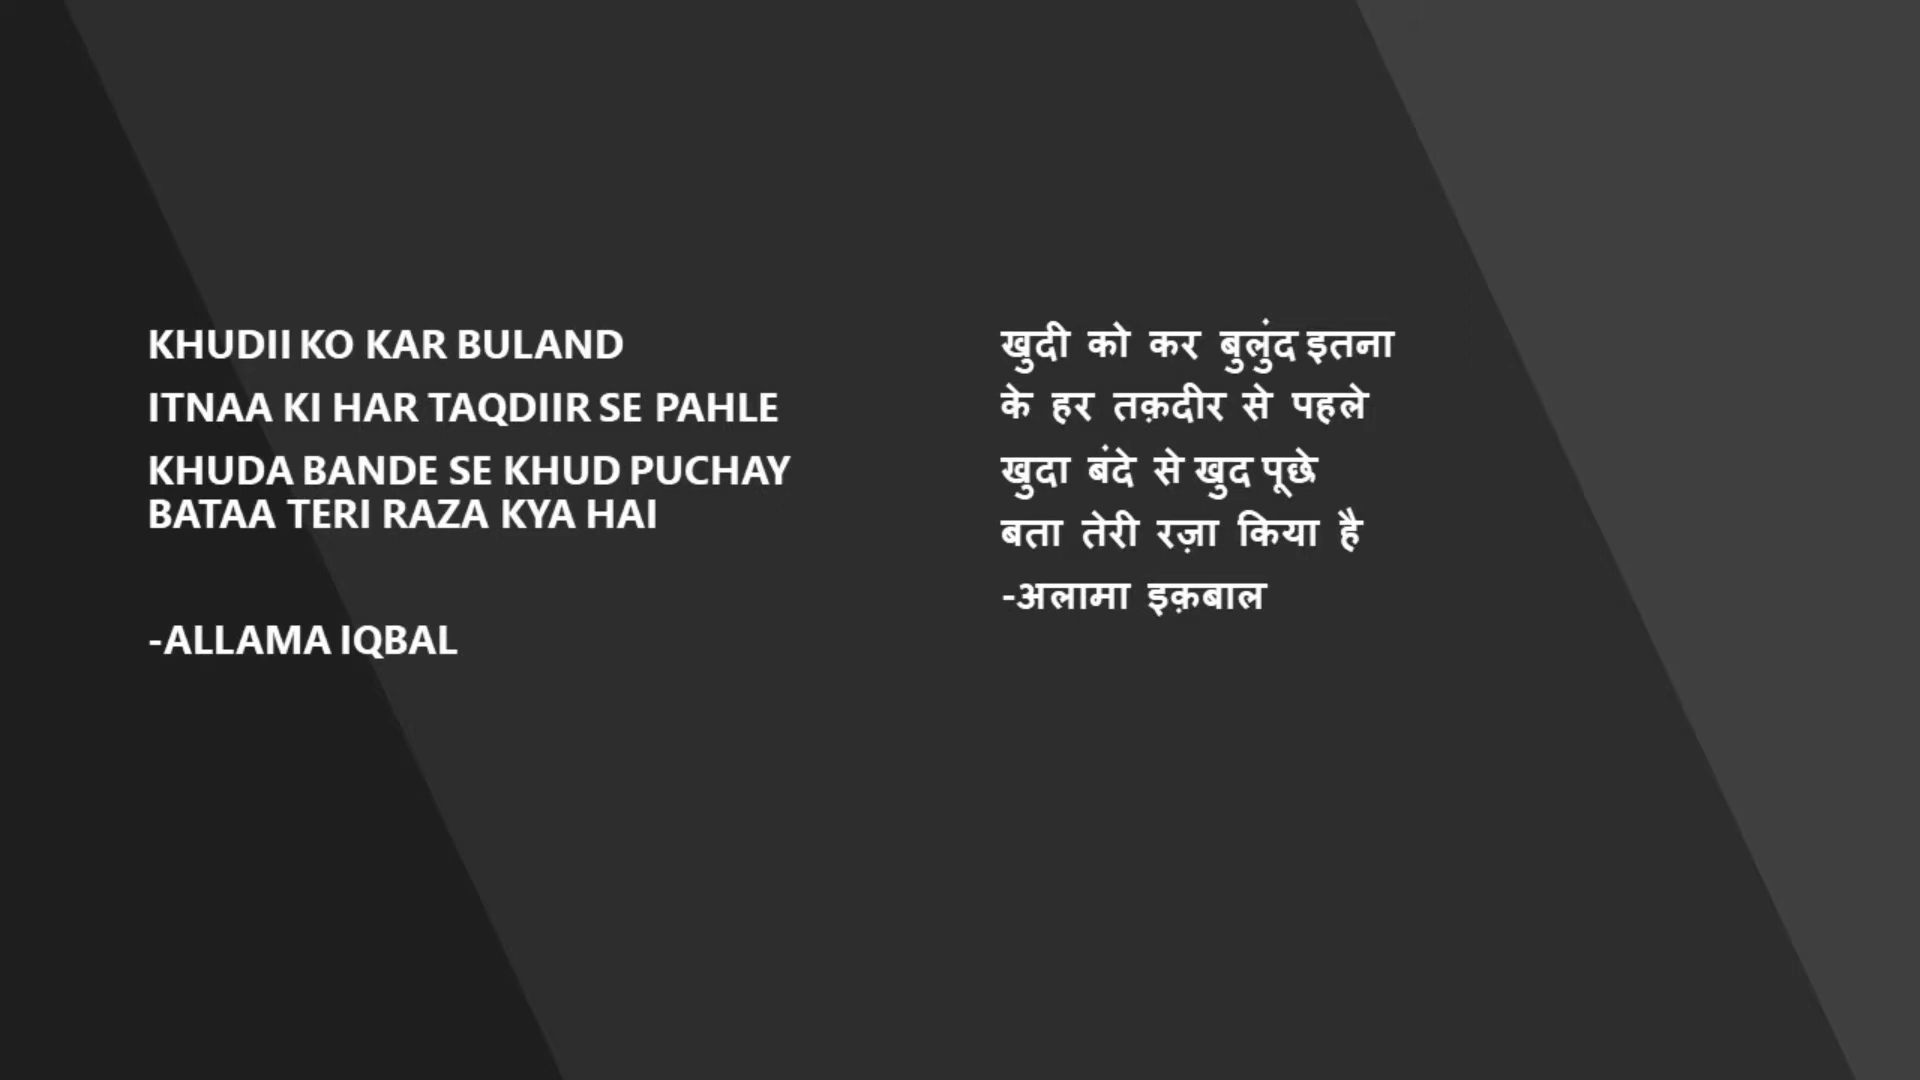 KHUDII KO KAR BULAND
ITNAA KI HAR TAQDIIR SE PAHLE
KHUDA BANDE SE KHUD PUCHAY
BATAA TERI RAZA KYA HAI
-ALLAMA IQBAL
खुदी को कर बुलुंद इतना
के हर तक़दीर से पहले
खुदा बंदे से खुद पूछे
बता तेरी रज़ा किया है
-अलामा इक़बाल